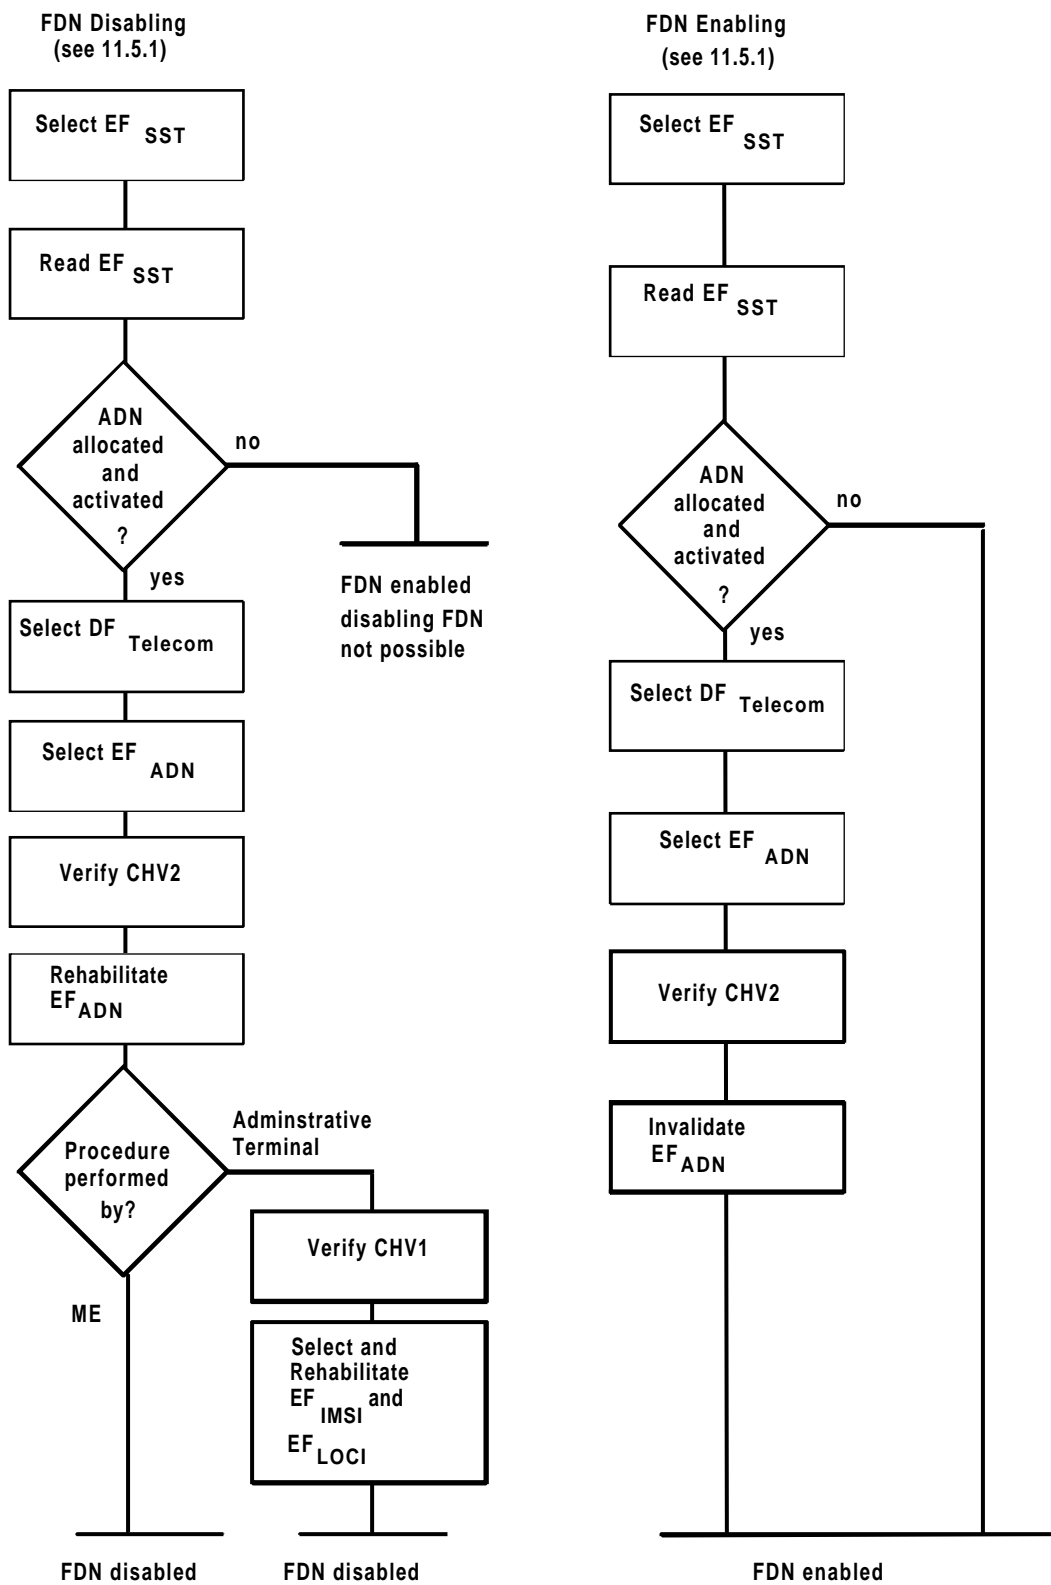 FDN Disabling
(see 11.5.1)
Select EF SST
Read EF SST
ADN
allocated
and
activated
?
no
yes
FDN enabled
disabling FDN
not possible
Select DF Telecom
Select EF ADN
Verify CHV2
Rehabilitate
EF ADN
Procedure
performed
by?
Adminstrative
Terminal
ME
Verify CHV1
Select and
Rehabilitate
EF IMSI and
EF LOCI
FDN disabled
FDN disabled
FDN Enabling
(see 11.5.1)
Select EF SST
Read EF SST
ADN
allocated
and
activated
?
no
yes
Select DF Telecom
Select EF ADN
Verify CHV2
Invalidate
EF ADN
FDN enabled